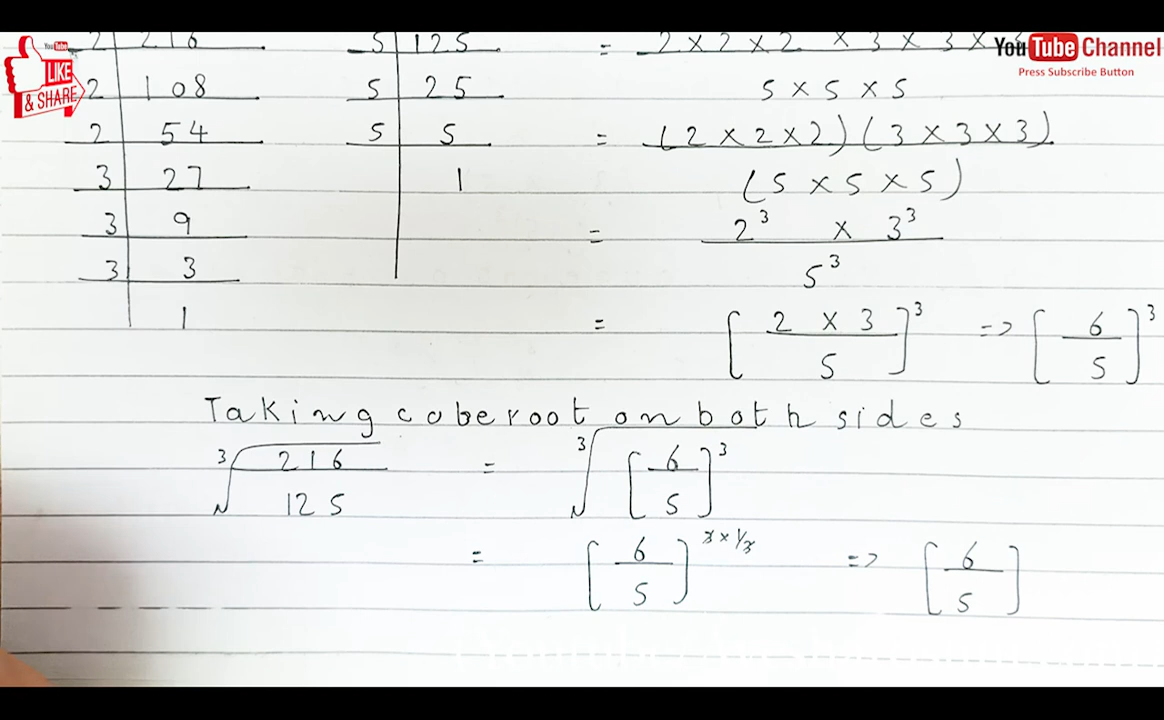 YouTube
LIKE
& SHARE
YouTube Channel
Press Subscribe Button
2 | 216
2 | 108
2 | 54
3 | 27
3 | 9
3 | 3
1
5 | 125
5 | 25
5 | 5
1
= 2 × 2 × 2 × 3 × 3 × 3
5 × 5 × 5
= (2 × 2 × 2) (3 × 3 × 3)
(5 × 5 × 5)
= 2³ × 3³
5³
= [ 2 × 3 / 5 ]³ => [ 6 / 5 ]³
Taking cuberoot on both sides
³√ 216 / 125 = ³√ [ 6 / 5 ]³
= [ 6 / 5 ]^3 × 1/3 => [ 6 / 5 ]